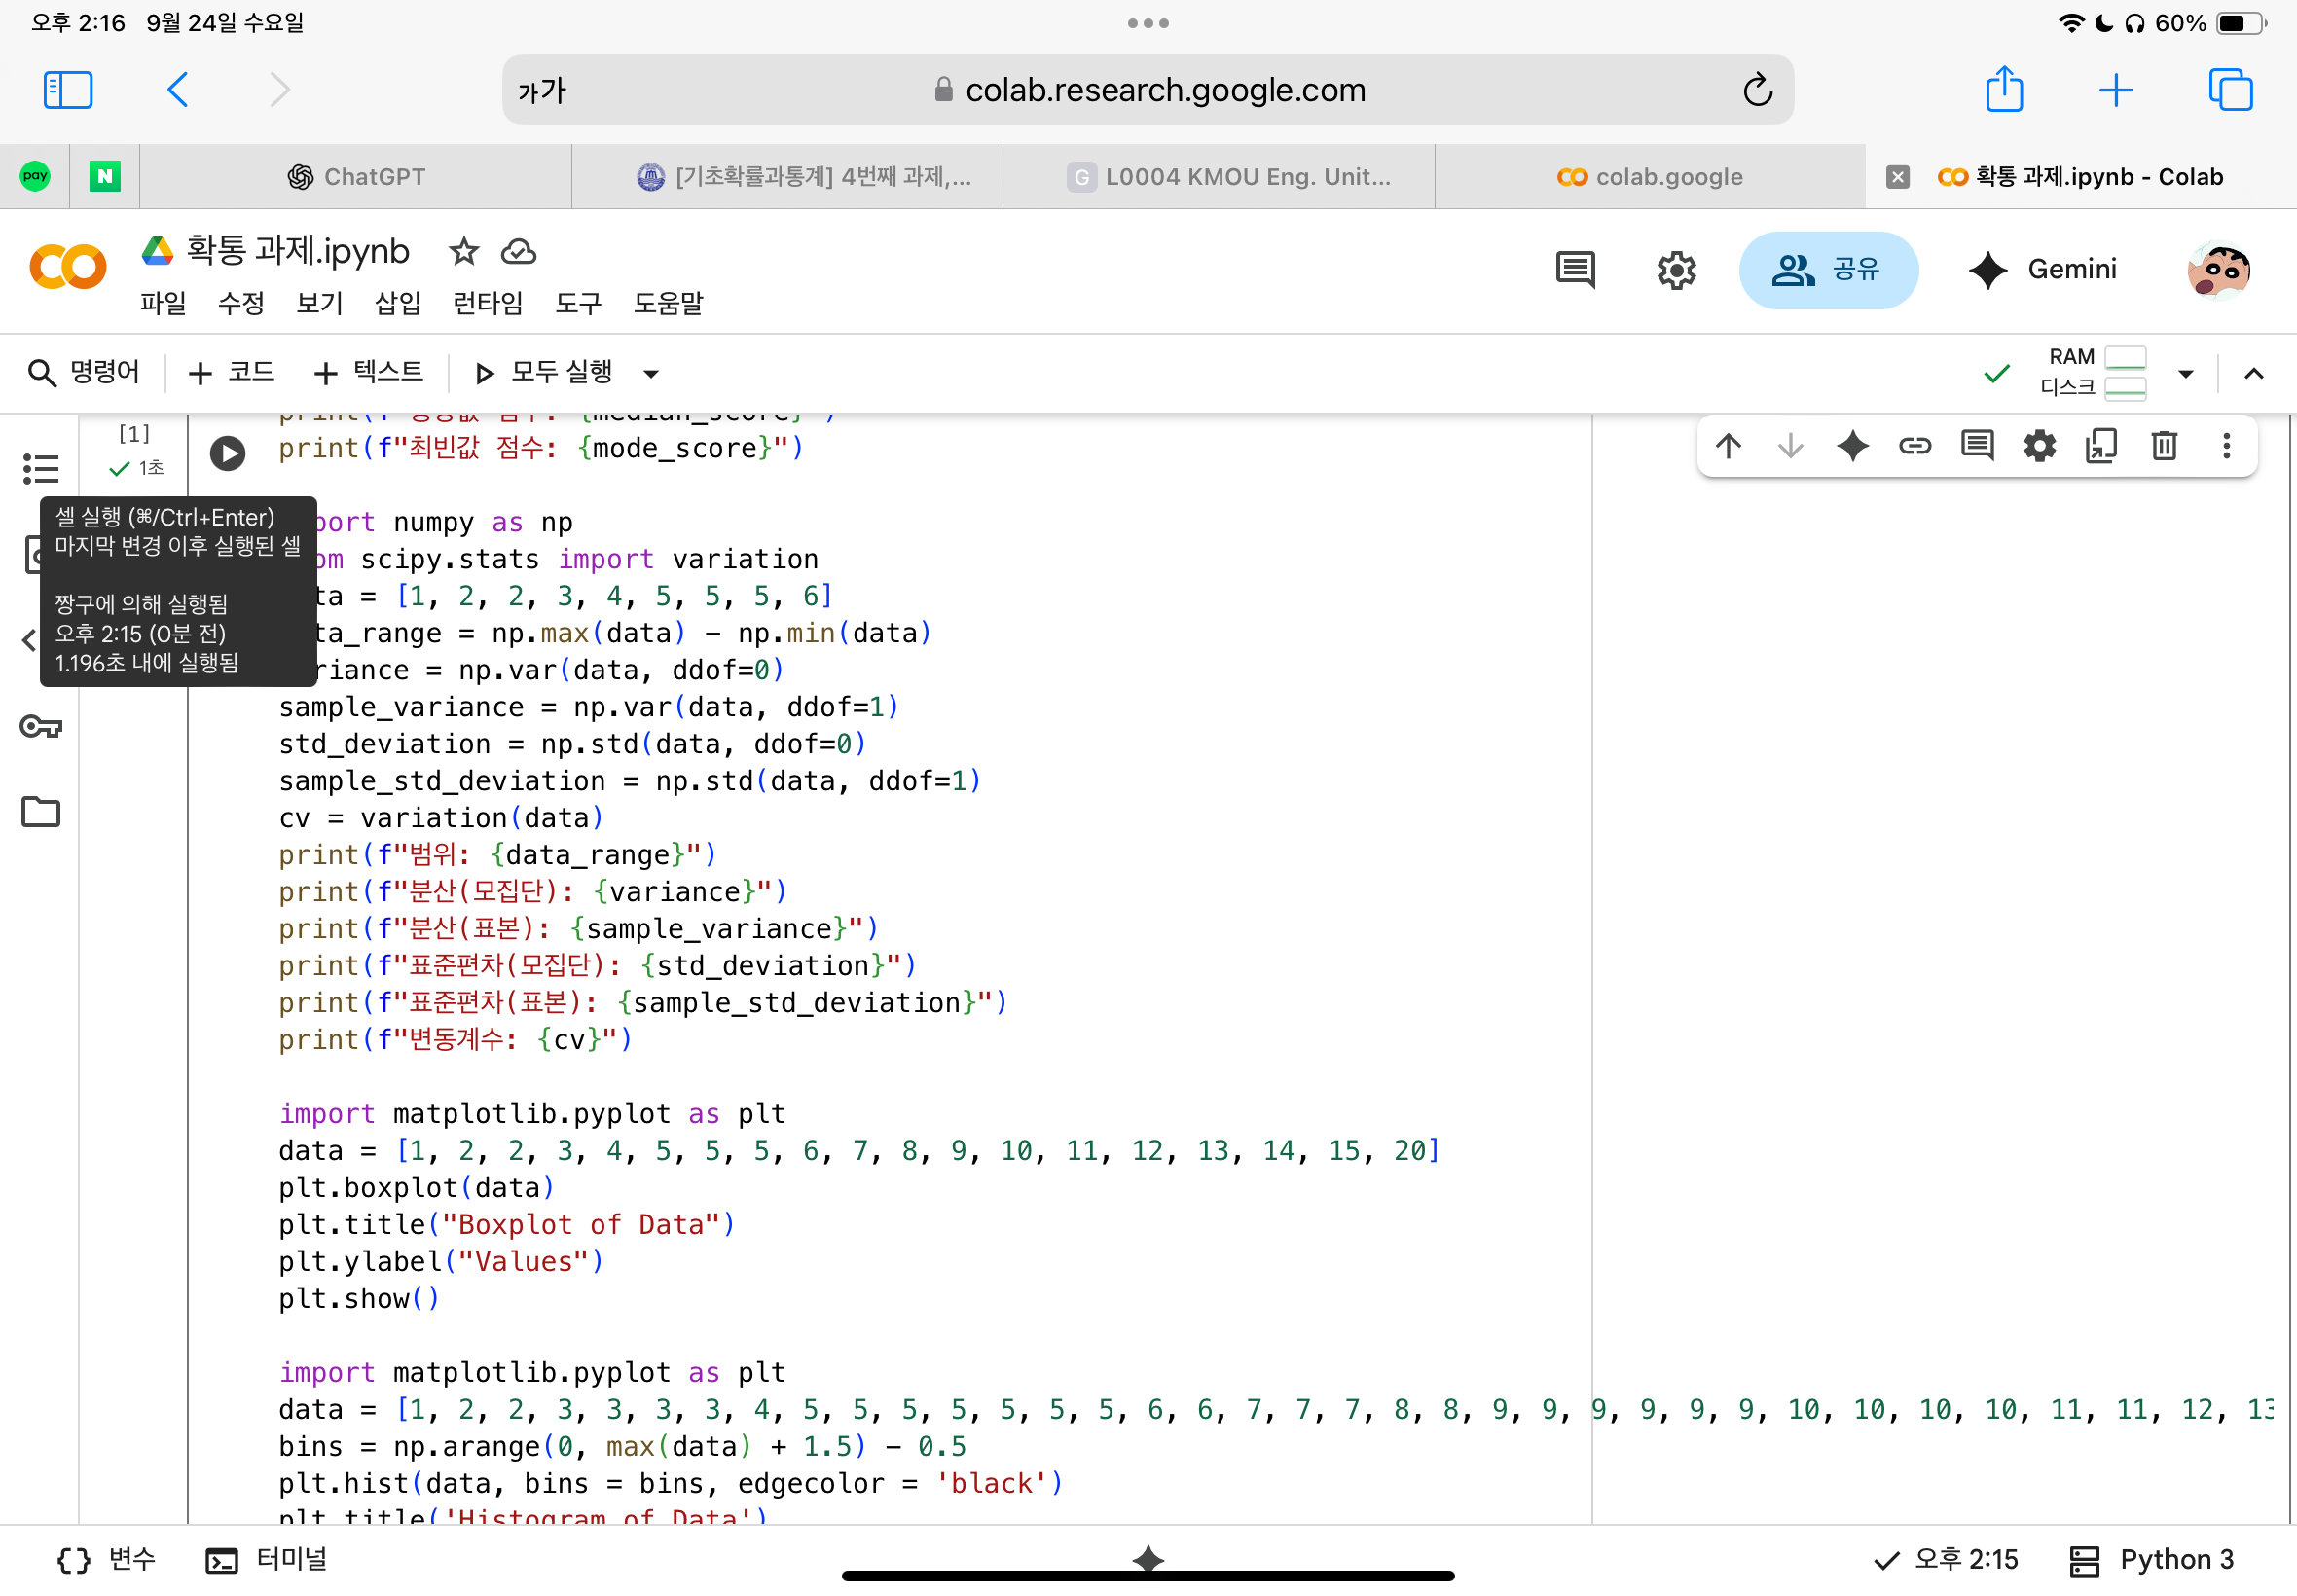 오후 2:16 9월 24일 수요일
60%
가가 colab.research.google.com
pay N ChatGPT [기초확률과통계] 4번째 과제,... G L0004 KMOU Eng. Unit... colab.google 확통 과제.ipynb - Colab
확통 과제.ipynb
공유 Gemini
파일 수정 보기 삽입 런타임 도구 도움말
명령어 + 코드 + 텍스트 모두 실행
RAM
디스크
[1]
1초
print(f"최빈값 점수: {mode_score}")
셀 실행 (⌘/Ctrl+Enter)
마지막 변경 이후 실행된 셀
짱구에 의해 실행됨
오후 2:15 (0분 전)
1.196초 내에 실행됨
port numpy as np
om scipy.stats import variation
ta = [1, 2, 2, 3, 4, 5, 5, 5, 6]
ta_range = np.max(data) - np.min(data)
riance = np.var(data, ddof=0)
sample_variance = np.var(data, ddof=1)
std_deviation = np.std(data, ddof=0)
sample_std_deviation = np.std(data, ddof=1)
cv = variation(data)
print(f"범위: {data_range}")
print(f"분산(모집단): {variance}")
print(f"분산(표본): {sample_variance}")
print(f"표준편차(모집단): {std_deviation}")
print(f"표준편차(표본): {sample_std_deviation}")
print(f"변동계수: {cv}")
import matplotlib.pyplot as plt
data = [1, 2, 2, 3, 4, 5, 5, 5, 6, 7, 8, 9, 10, 11, 12, 13, 14, 15, 20]
plt.boxplot(data)
plt.title("Boxplot of Data")
plt.ylabel("Values")
plt.show()
import matplotlib.pyplot as plt
data = [1, 2, 2, 3, 3, 3, 3, 4, 5, 5, 5, 5, 5, 5, 5, 6, 6, 7, 7, 7, 8, 8, 9, 9, 9, 9, 9, 9, 10, 10, 10, 10, 11, 11, 12, 13
bins = np.arange(0, max(data) + 1.5) - 0.5
plt.hist(data, bins = bins, edgecolor = 'black')
plt.title('Histogram of Data')
변수 터미널
오후 2:15 Python 3